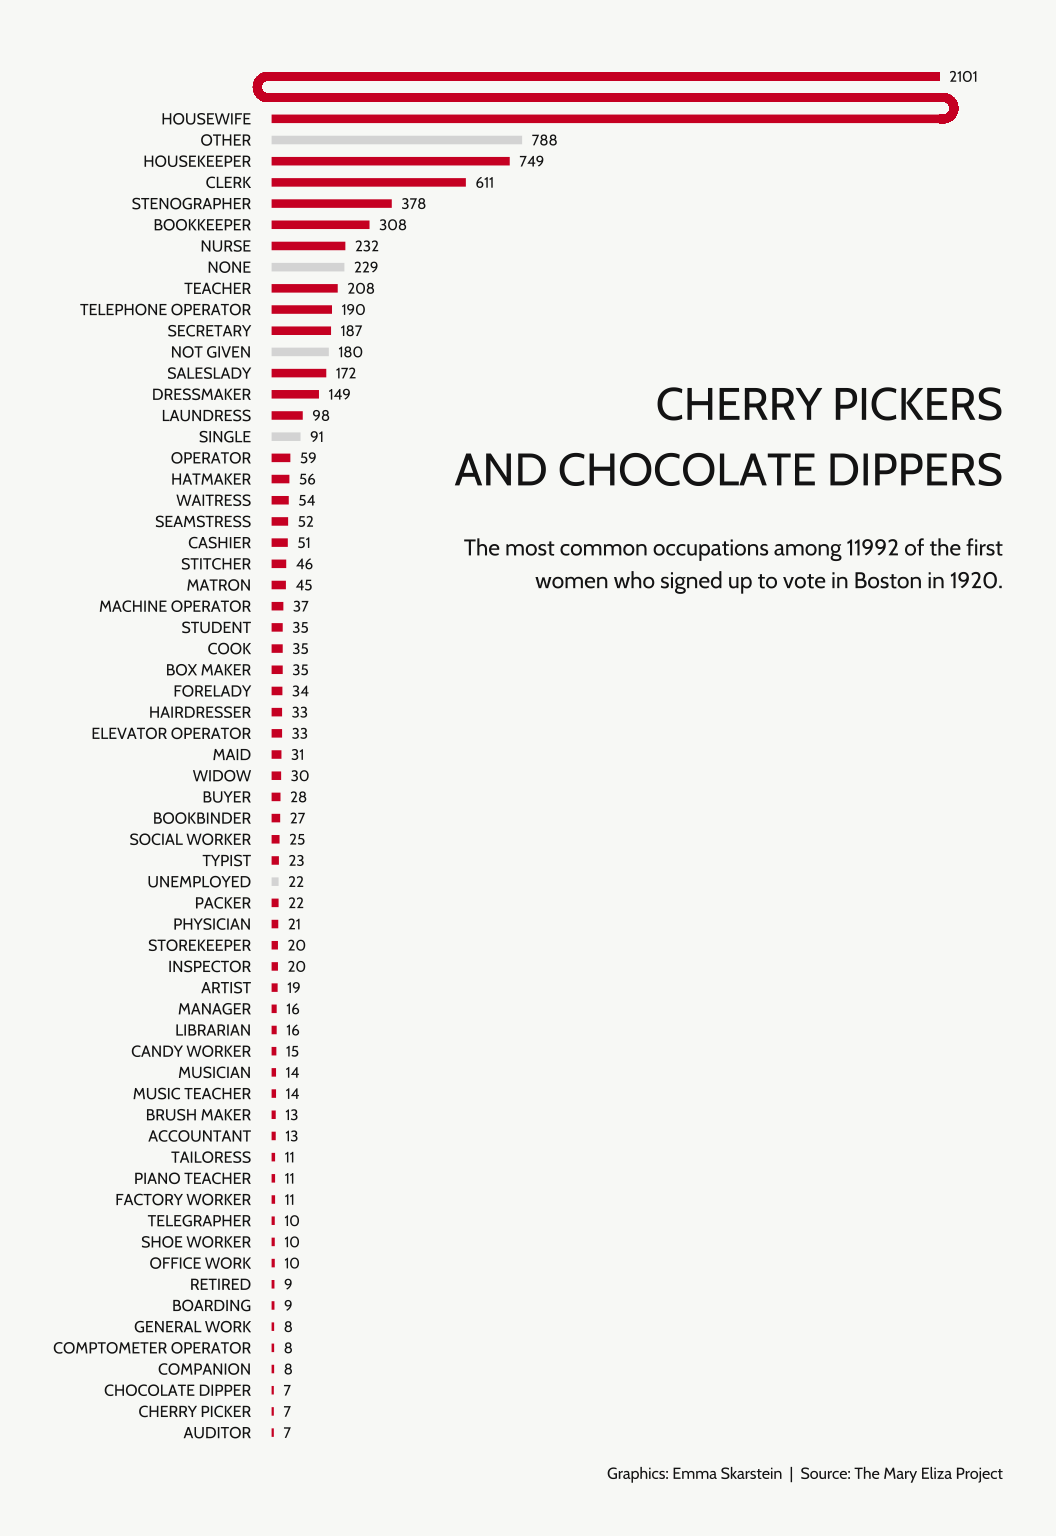 2101
HOUSEWIFE
OTHER 788
HOUSEKEEPER 749
CLERK 611
STENOGRAPHER 378
BOOKKEEPER 308
NURSE 232
NONE 229
TEACHER 208
TELEPHONE OPERATOR 190
SECRETARY 187
NOT GIVEN 180
SALESLADY 172
DRESSMAKER 149
LAUNDRESS 98
SINGLE 91
OPERATOR 59
HATMAKER 56
WAITRESS 54
SEAMSTRESS 52
CASHIER 51
STITCHER 46
MATRON 45
MACHINE OPERATOR 37
STUDENT 35
COOK 35
BOX MAKER 35
FORELADY 34
HAIRDRESSER 33
ELEVATOR OPERATOR 33
MAID 31
WIDOW 30
BUYER 28
BOOKBINDER 27
SOCIAL WORKER 25
TYPIST 23
UNEMPLOYED 22
PACKER 22
PHYSICIAN 21
STOREKEEPER 20
INSPECTOR 20
ARTIST 19
MANAGER 16
LIBRARIAN 16
CANDY WORKER 15
MUSICIAN 14
MUSIC TEACHER 14
BRUSH MAKER 13
ACCOUNTANT 13
TAILORESS 11
PIANO TEACHER 11
FACTORY WORKER 11
TELEGRAPHER 10
SHOE WORKER 10
OFFICE WORK 10
RETIRED 9
BOARDING 9
GENERAL WORK 8
COMPTOMETER OPERATOR 8
COMPANION 8
CHOCOLATE DIPPER 7
CHERRY PICKER 7
AUDITOR 7
CHERRY PICKERS
AND CHOCOLATE DIPPERS
The most common occupations among 11992 of the first
women who signed up to vote in Boston in 1920.
Graphics: Emma Skarstein | Source: The Mary Eliza Project